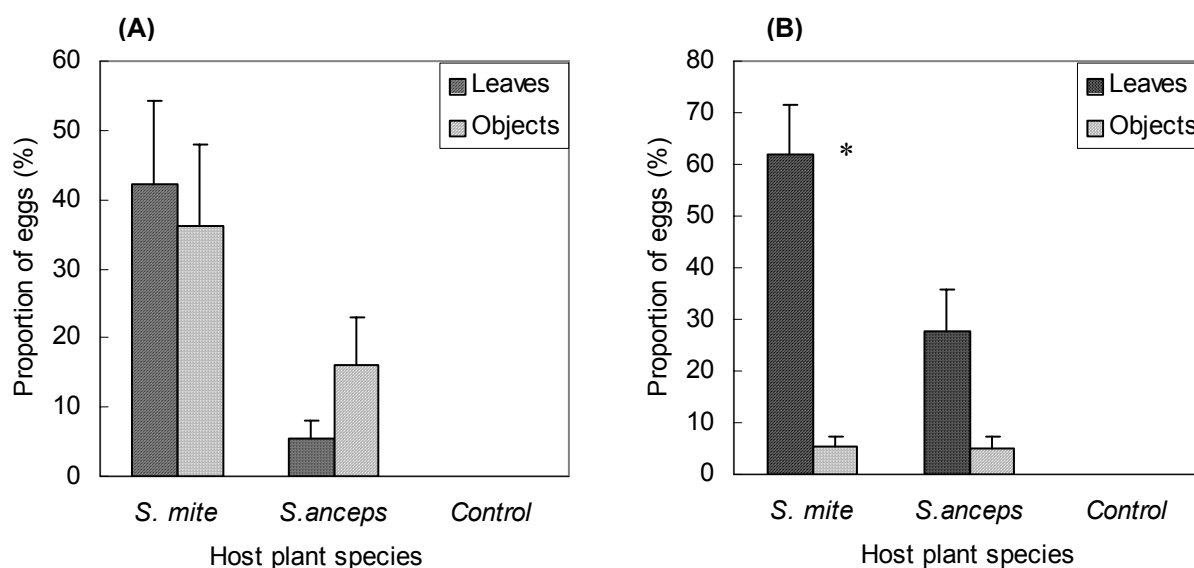 (A)
Proportion of eggs (%)
60
50
40
30
20
10
0
Leaves
Objects
S. mite S.anceps Control
Host plant species
(B)
Proportion of eggs (%)
80
70
60
50
40
30
20
10
0
Leaves
Objects
*
S. mite S.anceps Control
Host plant species